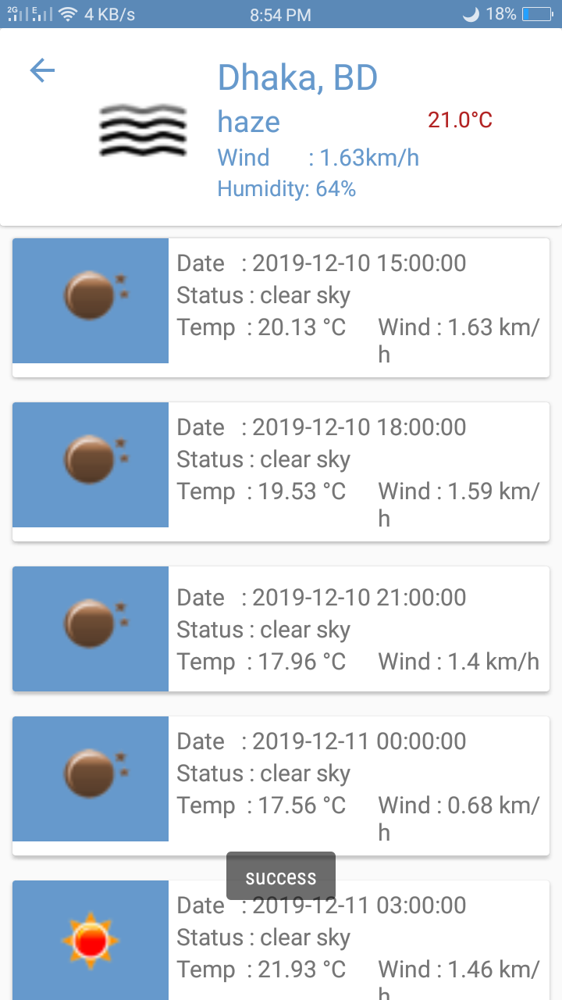 2G E 4 KB/s 8:54 PM 18%
Dhaka, BD
haze 21.0°C
Wind : 1.63km/h
Humidity: 64%
Date : 2019-12-10 15:00:00
Status : clear sky
Temp : 20.13 °C Wind : 1.63 km/
h
Date : 2019-12-10 18:00:00
Status : clear sky
Temp : 19.53 °C Wind : 1.59 km/
h
Date : 2019-12-10 21:00:00
Status : clear sky
Temp : 17.96 °C Wind : 1.4 km/h
Date : 2019-12-11 00:00:00
Status : clear sky
Temp : 17.56 °C Wind : 0.68 km/
h
success
Date : 2019-12-11 03:00:00
Status : clear sky
Temp : 21.93 °C Wind : 1.46 km/
h